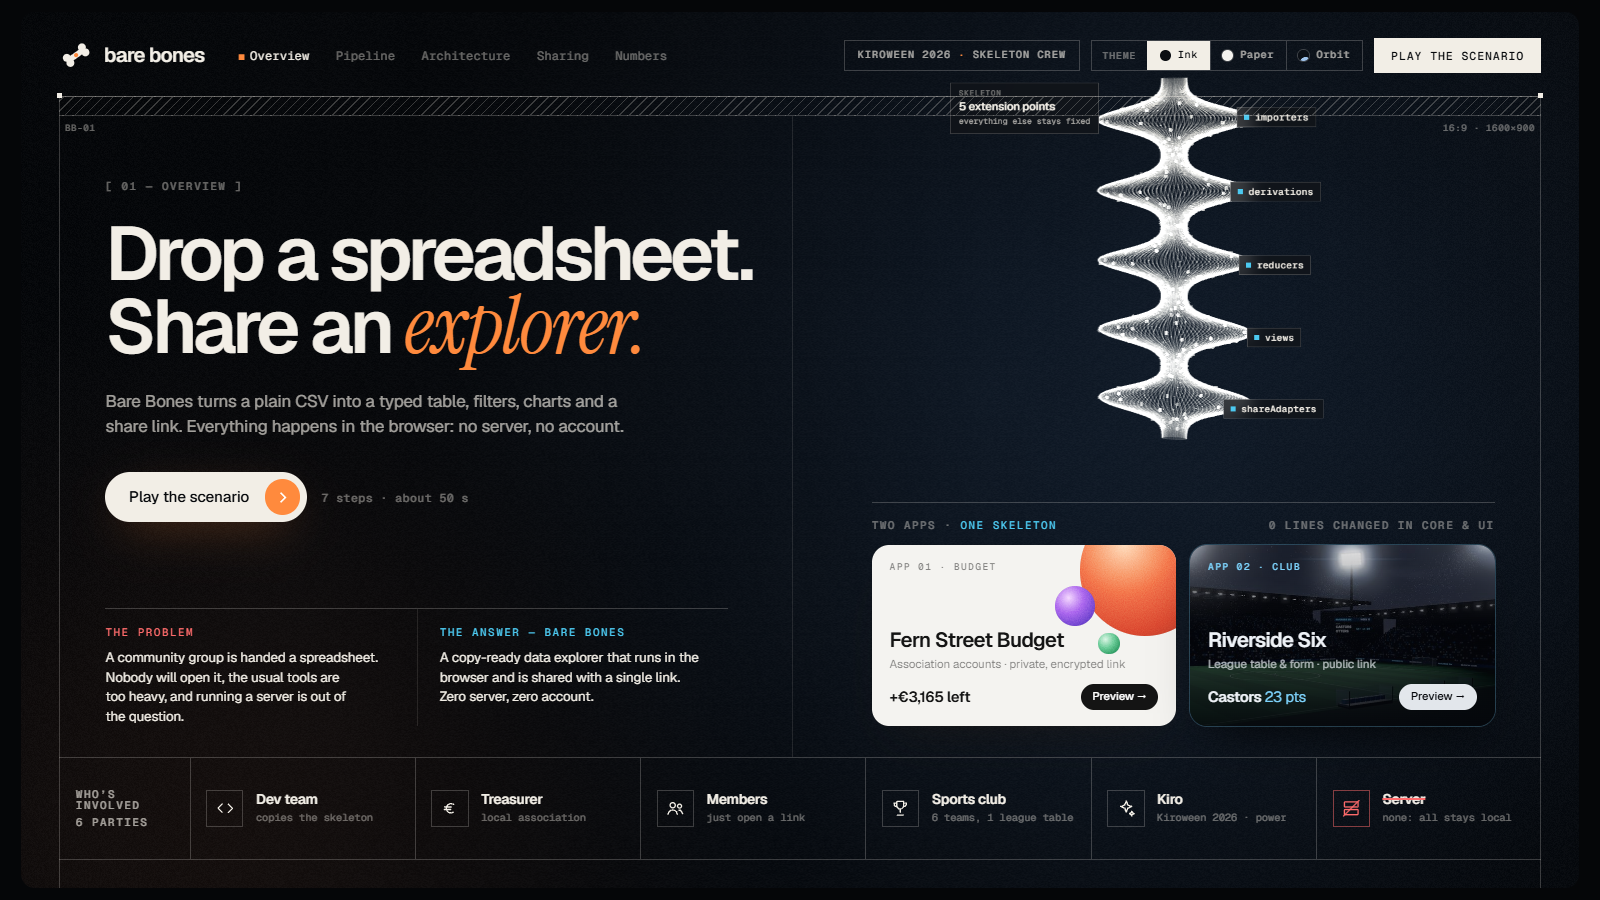 bare bones
Overview
Pipeline
Architecture
Sharing
Numbers
KIROWEEN 2026 · SKELETON CREW
THEME
Ink
Paper
Orbit
PLAY THE SCENARIO
BB-01
16:9 · 1600×900
SKELETON
5 extension points
everything else stays fixed
importers
derivations
reducers
views
shareAdapters
[ 01 — OVERVIEW ]
Drop a spreadsheet.
Share an explorer.
Bare Bones turns a plain CSV into a typed table, filters, charts and a
share link. Everything happens in the browser: no server, no account.
Play the scenario
7 steps · about 50 s
THE PROBLEM
A community group is handed a spreadsheet.
Nobody will open it, the usual tools are
too heavy, and running a server is out of
the question.
THE ANSWER — BARE BONES
A copy-ready data explorer that runs in the
browser and is shared with a single link.
Zero server, zero account.
TWO APPS · ONE SKELETON
0 LINES CHANGED IN CORE & UI
APP 01 · BUDGET
Fern Street Budget
Association accounts · private, encrypted link
+€3,165 left
Preview →
APP 02 · CLUB
Riverside Six
League table & form · public link
Castors 23 pts
Preview →
WHO'S
INVOLVED
6 PARTIES
Dev team
copies the skeleton
Treasurer
local association
Members
just open a link
Sports club
6 teams, 1 league table
Kiro
Kiroween 2026 · power
Server
none: all stays local